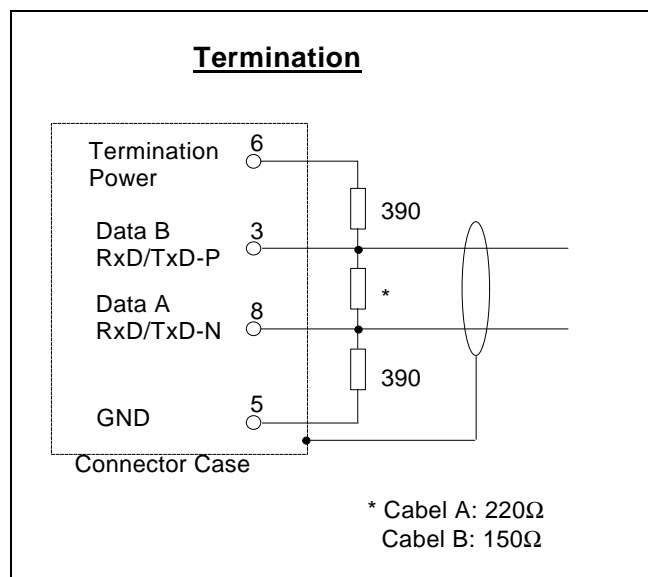 Termination
Termination
Power
6
390
Data B
RxD/TxD-P
3
*
Data A
RxD/TxD-N
8
390
GND
5
Connector Case
* Cabel A: 220Ω
Cabel B: 150Ω